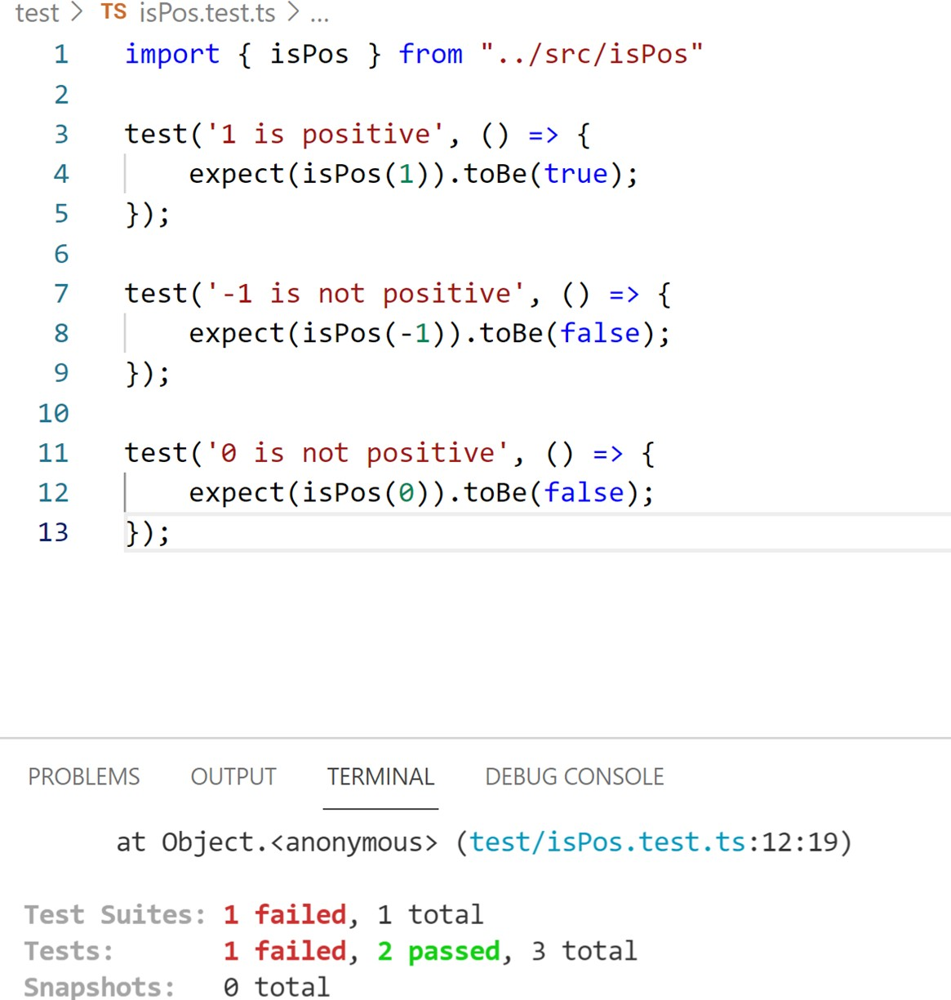 test > TS isPos.test.ts > ...
1 import { isPos } from "../src/isPos"
2
3 test('1 is positive', () => {
4     expect(isPos(1)).toBe(true);
5 });
6
7 test('-1 is not positive', () => {
8     expect(isPos(-1)).toBe(false);
9 });
10
11 test('0 is not positive', () => {
12     expect(isPos(0)).toBe(false);
13 });
PROBLEMS OUTPUT TERMINAL DEBUG CONSOLE
at Object.<anonymous> (test/isPos.test.ts:12:19)
Test Suites: 1 failed, 1 total
Tests:       1 failed, 2 passed, 3 total
Snapshots:   0 total